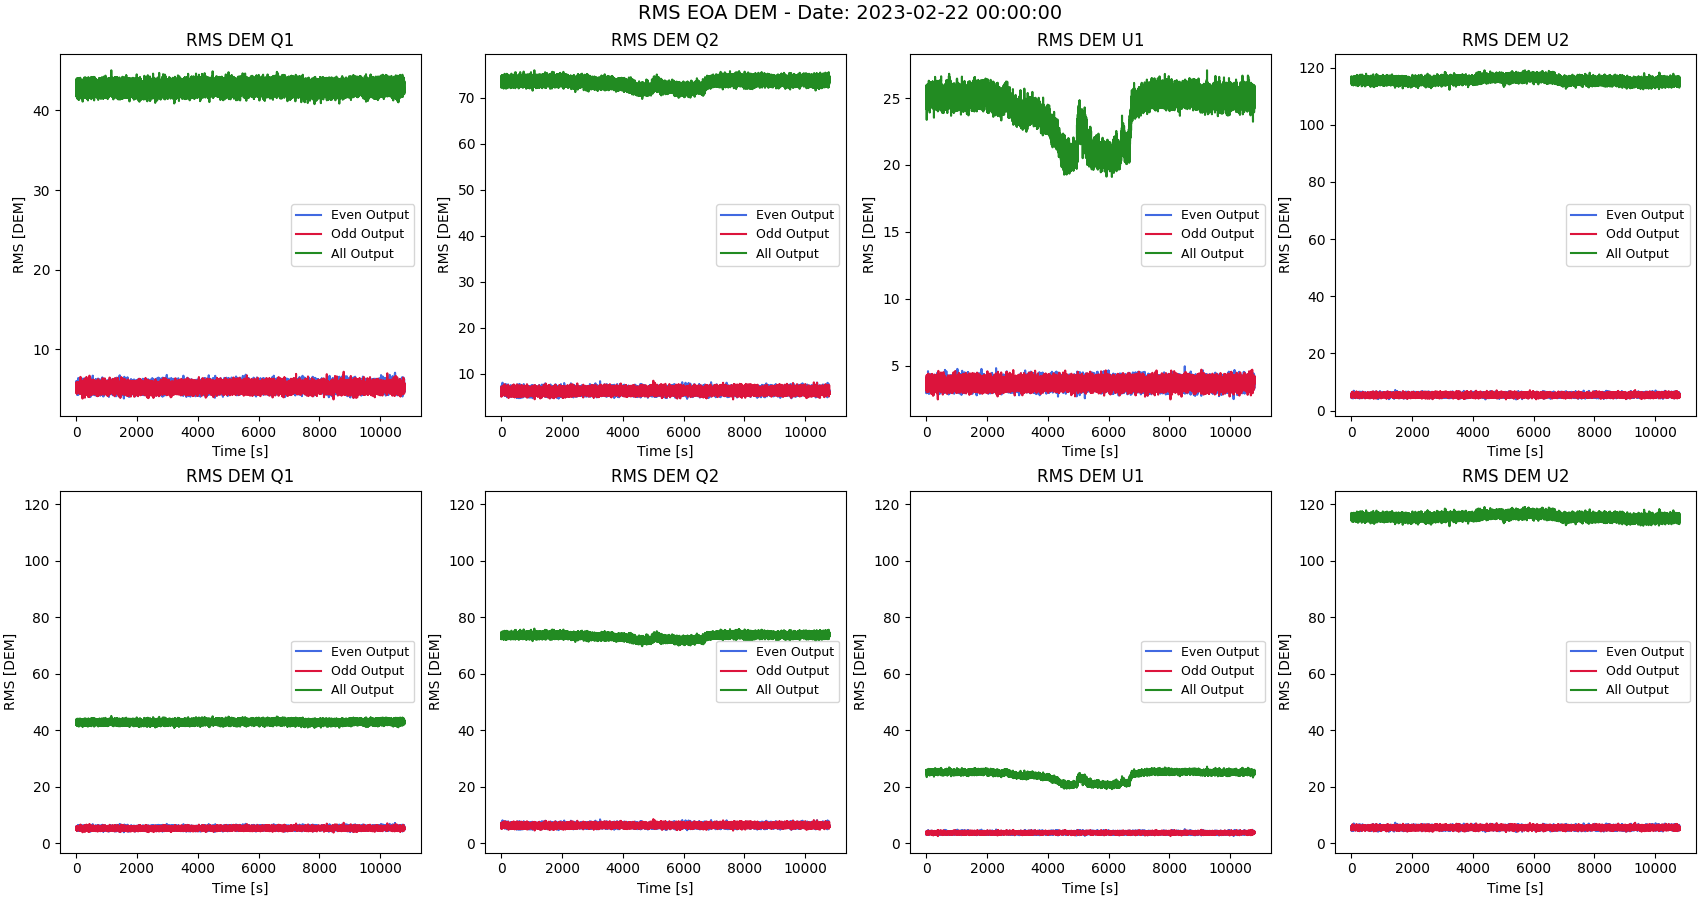 RMS EOA DEM - Date: 2023-02-22 00:00:00
RMS DEM Q1
RMS [DEM]
40
30
20
10
Even Output
Odd Output
All Output
0 2000 4000 6000 8000 10000
Time [s]
RMS DEM Q2
RMS [DEM]
70
60
50
40
30
20
10
Even Output
Odd Output
All Output
0 2000 4000 6000 8000 10000
Time [s]
RMS DEM U1
RMS [DEM]
25
20
15
10
5
Even Output
Odd Output
All Output
0 2000 4000 6000 8000 10000
Time [s]
RMS DEM U2
RMS [DEM]
120
100
80
60
40
20
0
Even Output
Odd Output
All Output
0 2000 4000 6000 8000 10000
Time [s]
RMS DEM Q1
RMS [DEM]
120
100
80
60
40
20
0
Even Output
Odd Output
All Output
0 2000 4000 6000 8000 10000
Time [s]
RMS DEM Q2
RMS [DEM]
120
100
80
60
40
20
0
Even Output
Odd Output
All Output
0 2000 4000 6000 8000 10000
Time [s]
RMS DEM U1
RMS [DEM]
120
100
80
60
40
20
0
Even Output
Odd Output
All Output
0 2000 4000 6000 8000 10000
Time [s]
RMS DEM U2
RMS [DEM]
120
100
80
60
40
20
0
Even Output
Odd Output
All Output
0 2000 4000 6000 8000 10000
Time [s]